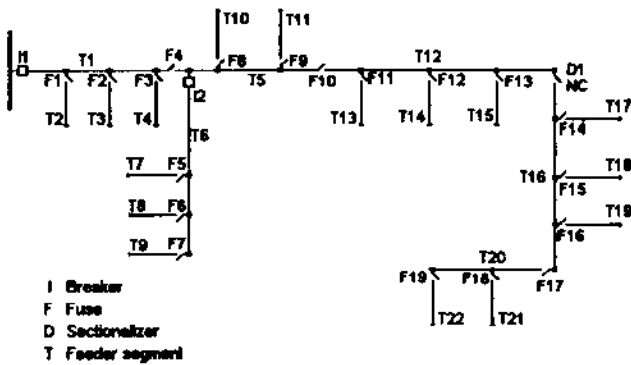 T10 T11
I1 T1 F4 T12 D1
F1 F2 F3 F8 T5 F9 F10 F11 F12 F13 NC
I2
T2 T3 T4 T13 T14 T15 T17
F14
T6
T7 F5 T16 T18
F15
T8 F6 T19
F16
T9 F7
T20
F19 F18 F17
T22 T21
I Breaker
F Fuse
D Sectionalizer
T Feeder segment